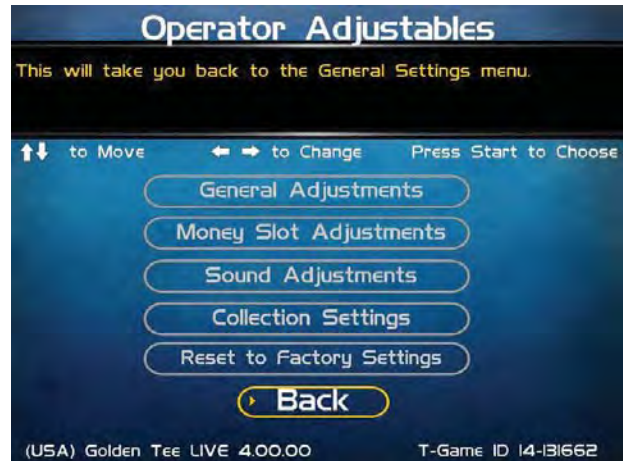 Operator Adjustables
This will take you back to the General Settings menu.
to Move to Change Press Start to Choose
General Adjustments
Money Slot Adjustments
Sound Adjustments
Collection Settings
Reset to Factory Settings
Back
(USA) Golden Tee LIVE 4.00.00 T-Game ID 14-131662